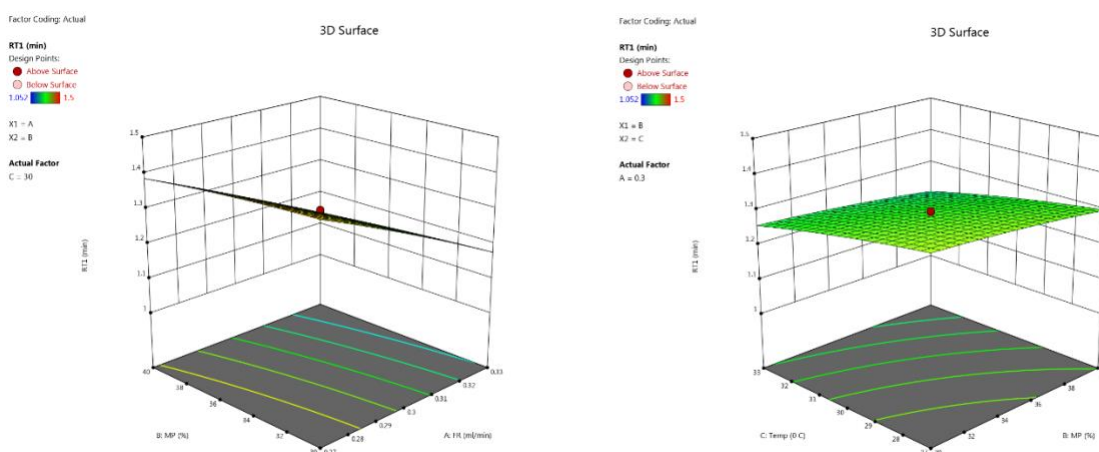 Factor Coding: Actual
3D Surface
RT1 (min)
Design Points:
Above Surface
Below Surface
1.052 1.5
X1 = A
X2 = B
Actual Factor
C = 30
1.5
1.4
1.3
1.2
1.1
1
RT1 (min)
40
38
36
34
32
B: MP (%)
0.33
0.32
0.31
0.3
0.29
0.28
A: FR (ml/min)
Factor Coding: Actual
3D Surface
RT1 (min)
Design Points:
Above Surface
Below Surface
1.052 1.5
X1 = B
X2 = C
Actual Factor
A = 0.3
1.5
1.4
1.3
1.2
1.1
1
RT1 (min)
33
32
31
30
29
28
C: Temp (0 C)
38
36
34
32
B: MP (%)